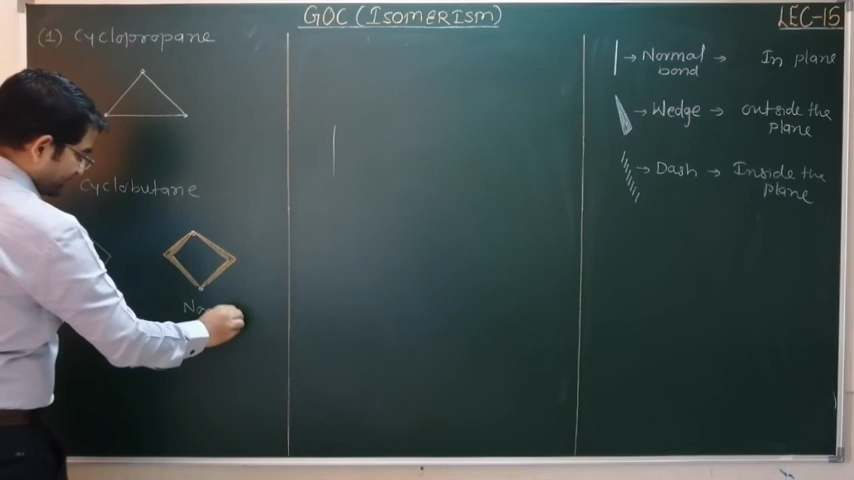 GOC (Isomerism)
LEC-15
(1) Cyclopropane
Cyclobutane
Normal bond → In plane
Wedge → outside the plane
Dash → Inside the plane